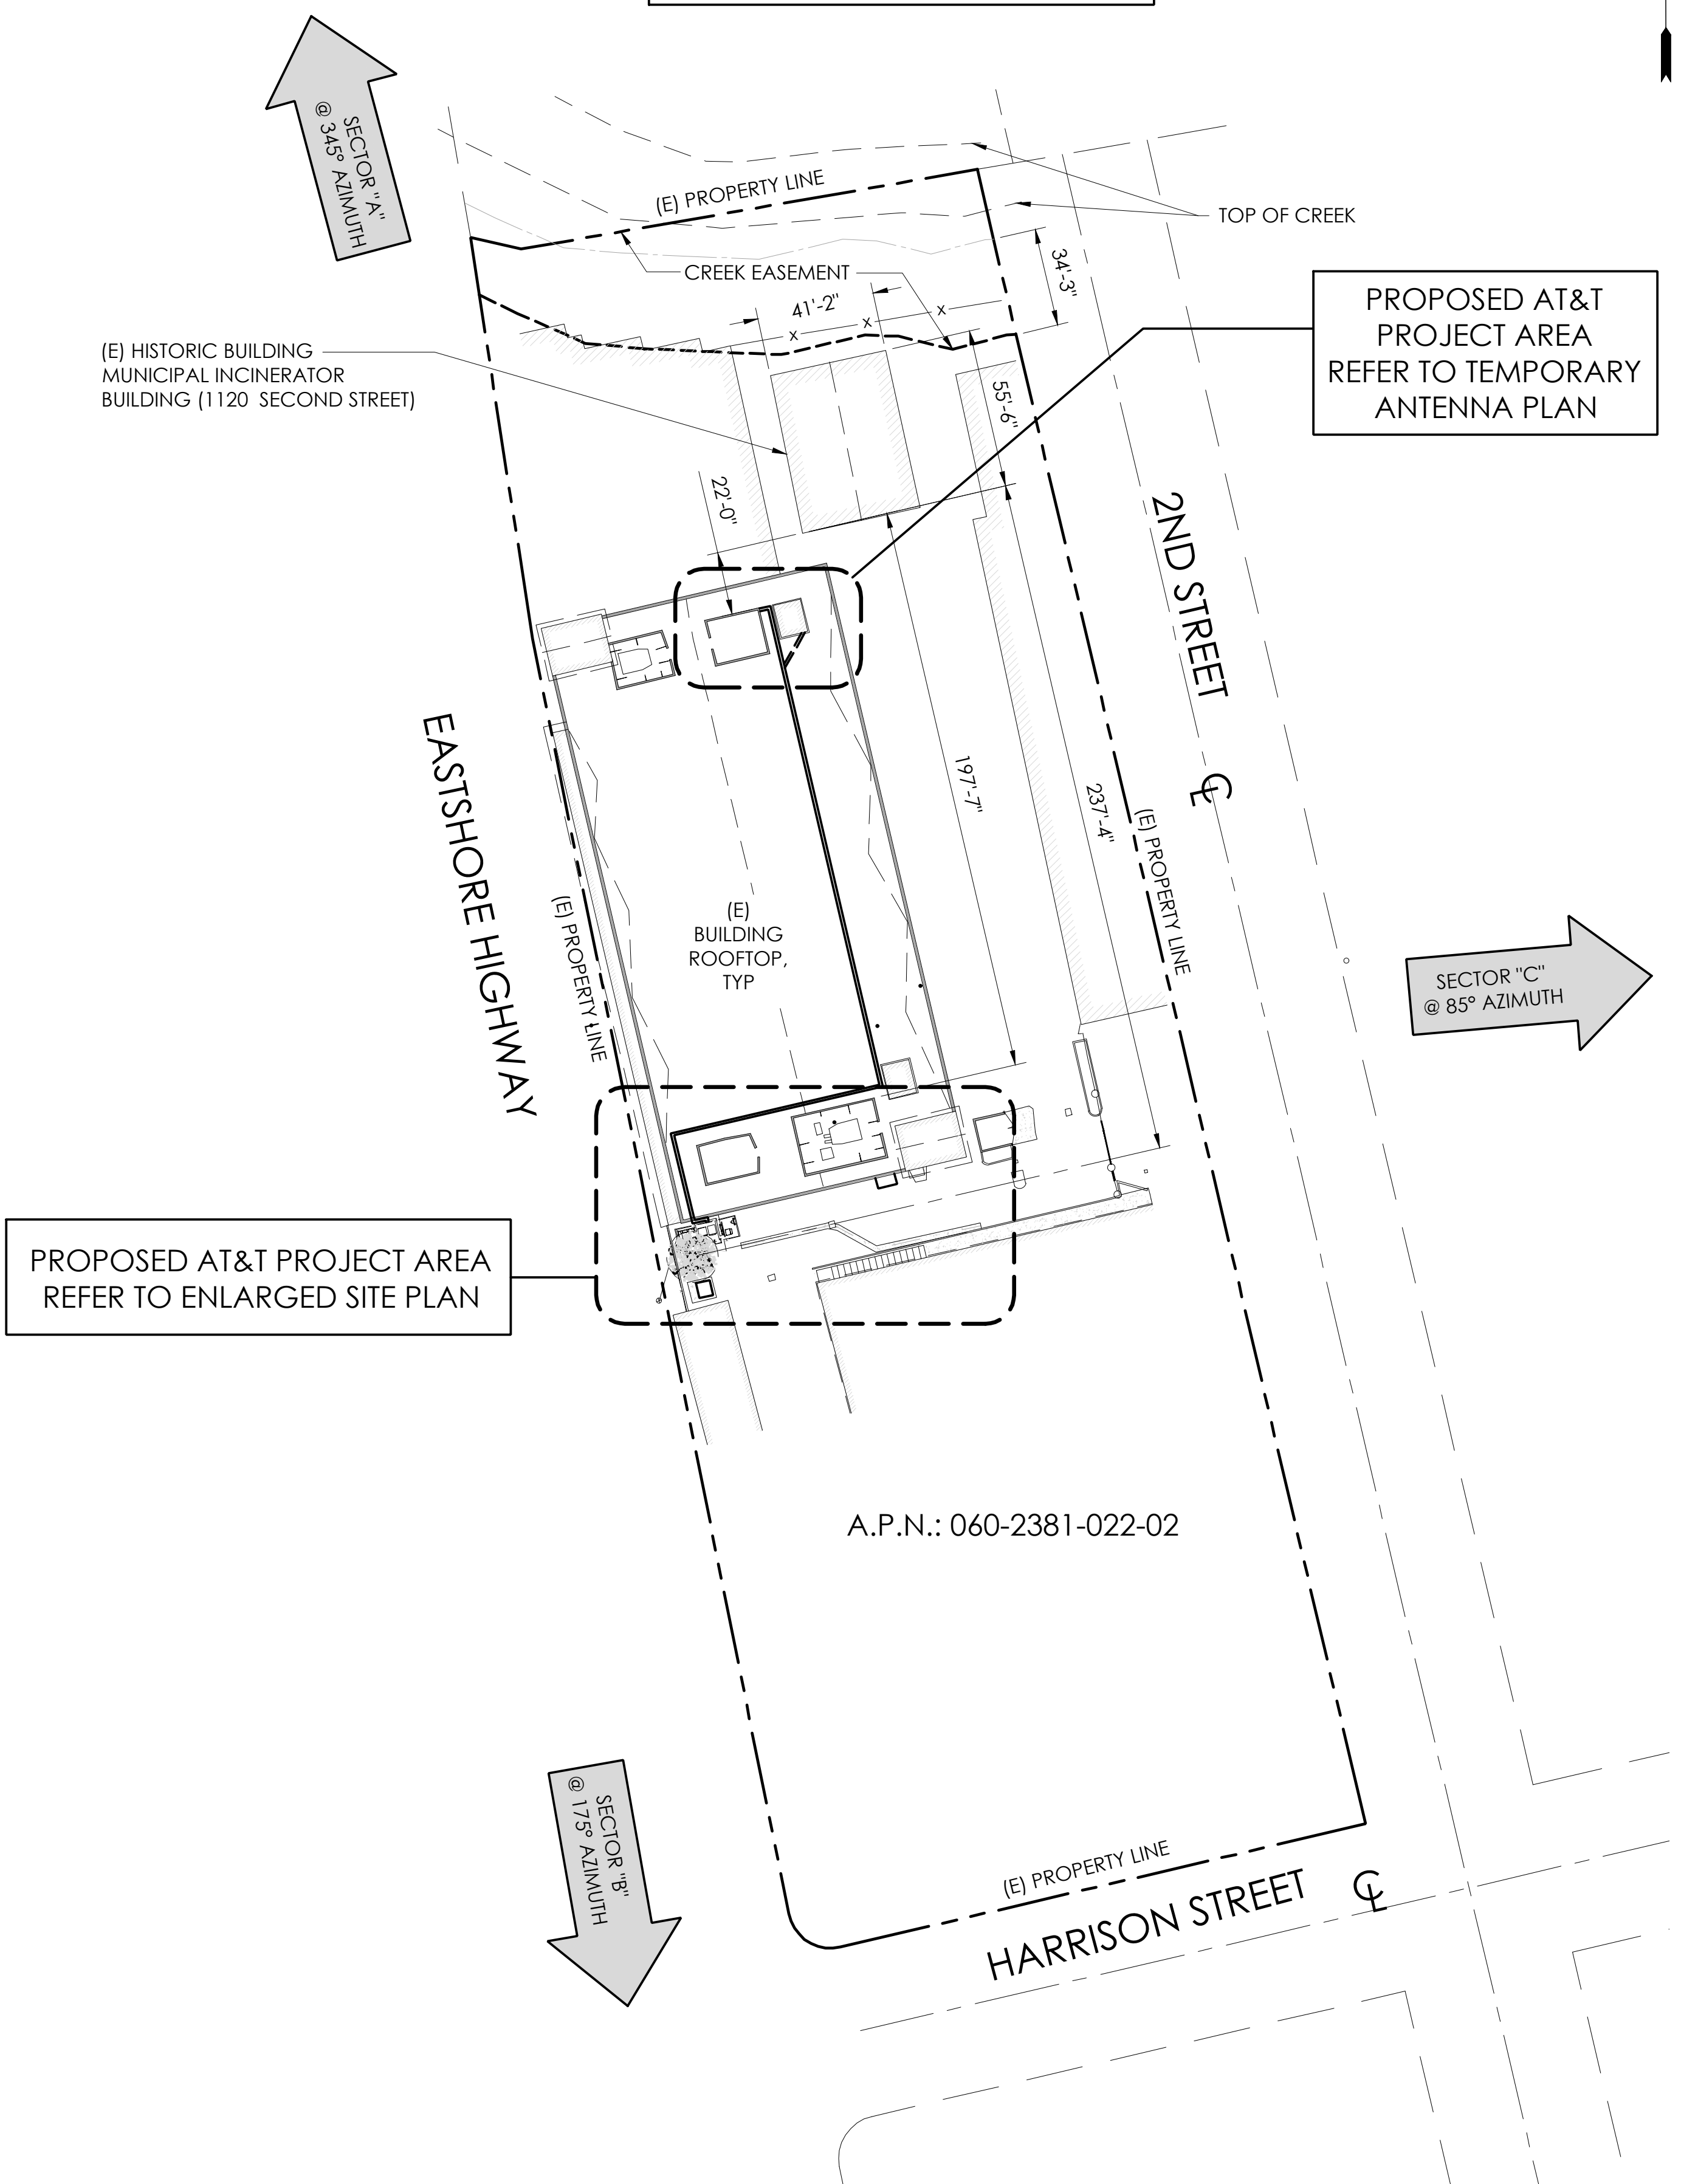 SECTOR "A"
@ 345° AZIMUTH
(E) PROPERTY LINE
TOP OF CREEK
CREEK EASEMENT
34'-3"
41'-2"
PROPOSED AT&T
PROJECT AREA
REFER TO TEMPORARY
ANTENNA PLAN
(E) HISTORIC BUILDING
MUNICIPAL INCINERATOR
BUILDING (1120 SECOND STREET)
x
x
x
55'-6"
22'-0"
2ND STREET
EASTSHORE HIGHWAY
197'-7"
237'-4"
CL
(E) PROPERTY LINE
(E) PROPERTY LINE
(E)
BUILDING
ROOFTOP,
TYP
SECTOR "C"
@ 85° AZIMUTH
PROPOSED AT&T PROJECT AREA
REFER TO ENLARGED SITE PLAN
A.P.N.: 060-2381-022-02
SECTOR "B"
@ 175° AZIMUTH
(E) PROPERTY LINE
HARRISON STREET
CL